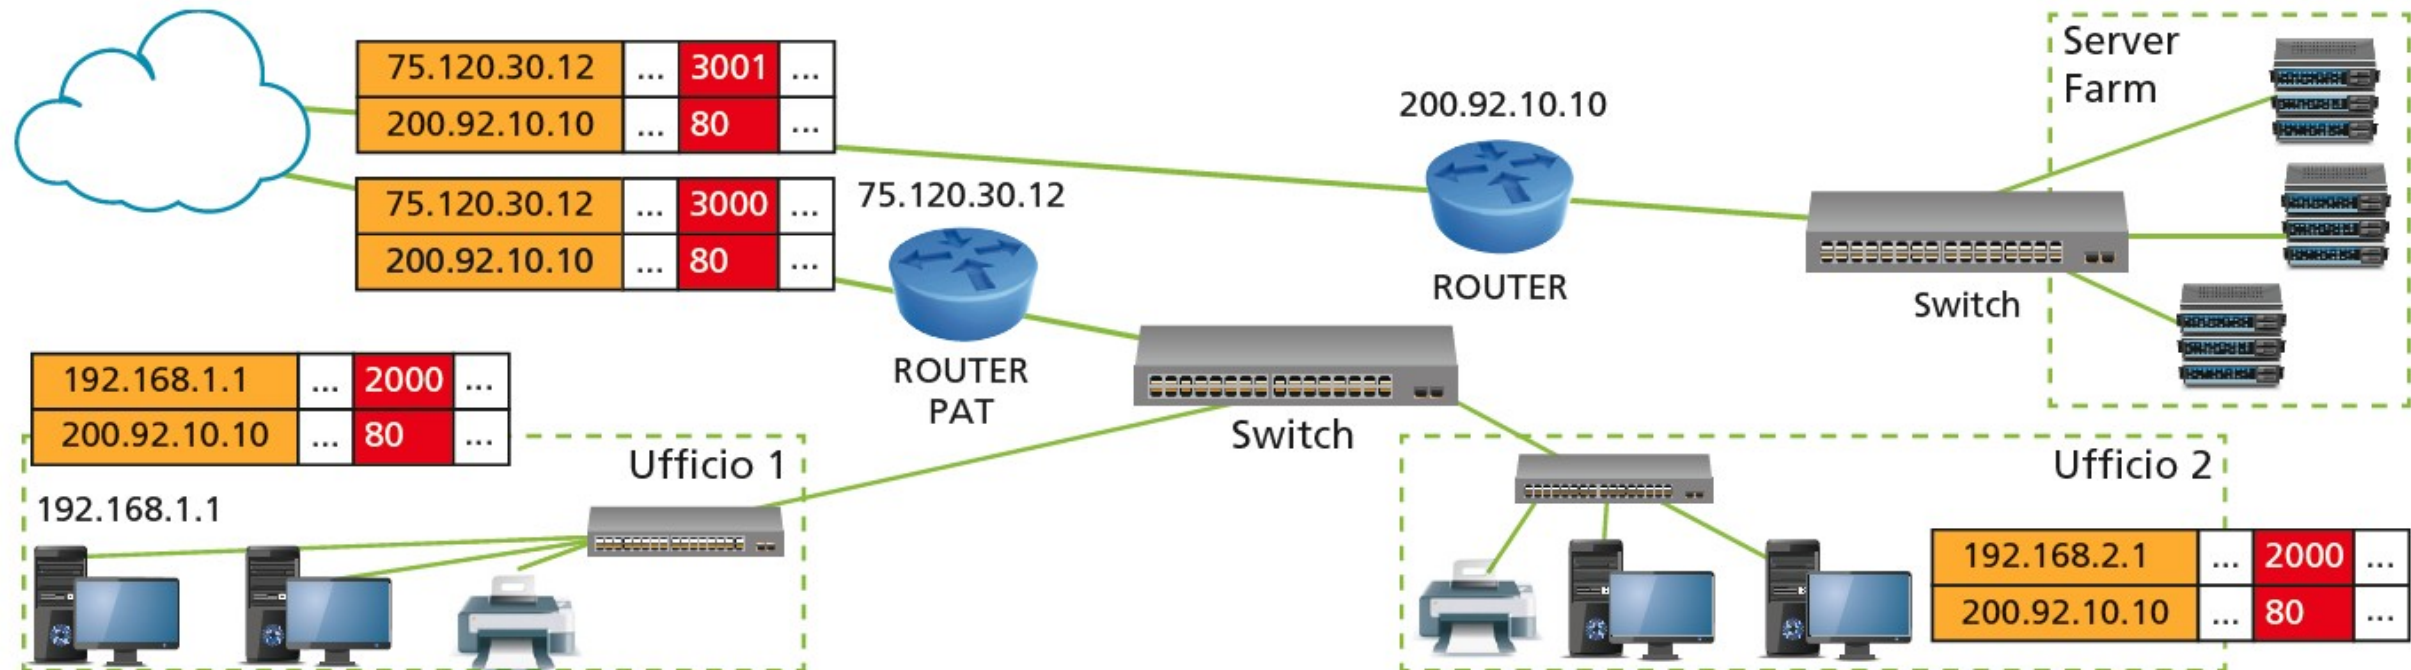 75.120.30.12 ... 3001 ...
200.92.10.10 ... 80 ...
75.120.30.12 ... 3000 ...
200.92.10.10 ... 80 ...
75.120.30.12
ROUTER
PAT
200.92.10.10
ROUTER
Switch
Server
Farm
Switch
192.168.1.1 ... 2000 ...
200.92.10.10 ... 80 ...
Ufficio 1
192.168.1.1
Ufficio 2
192.168.2.1 ... 2000 ...
200.92.10.10 ... 80 ...